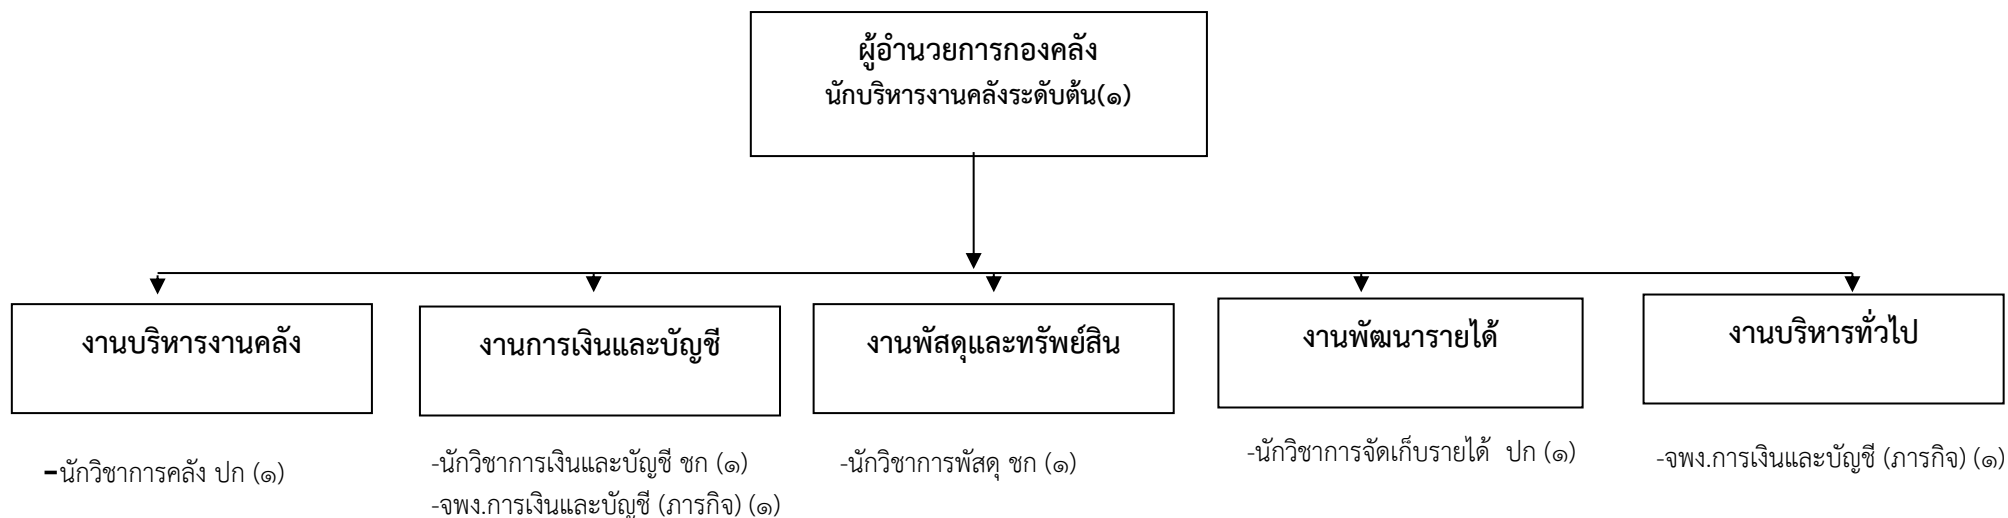 ผู้อำนวยการกองคลัง
นักบริหารงานคลังระดับต้น(๑)
งานบริหารงานคลัง
-นักวิชาการคลัง ปก (๑)
งานการเงินและบัญชี
-นักวิชาการเงินและบัญชี ชก (๑)
-จพง.การเงินและบัญชี (ภารกิจ) (๑)
งานพัสดุและทรัพย์สิน
-นักวิชาการพัสดุ ชก (๑)
งานพัฒนารายได้
-นักวิชาการจัดเก็บรายได้  ปก (๑)
งานบริหารทั่วไป
-จพง.การเงินและบัญชี (ภารกิจ) (๑)